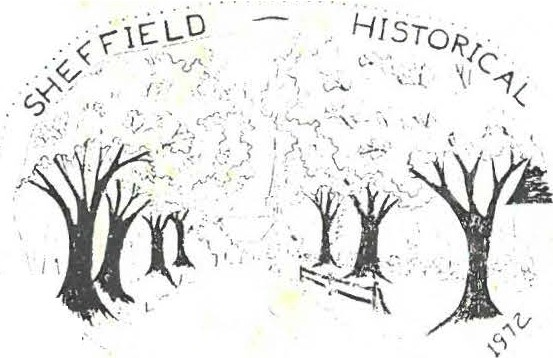 SHEFFIELD — HISTORICAL
1972